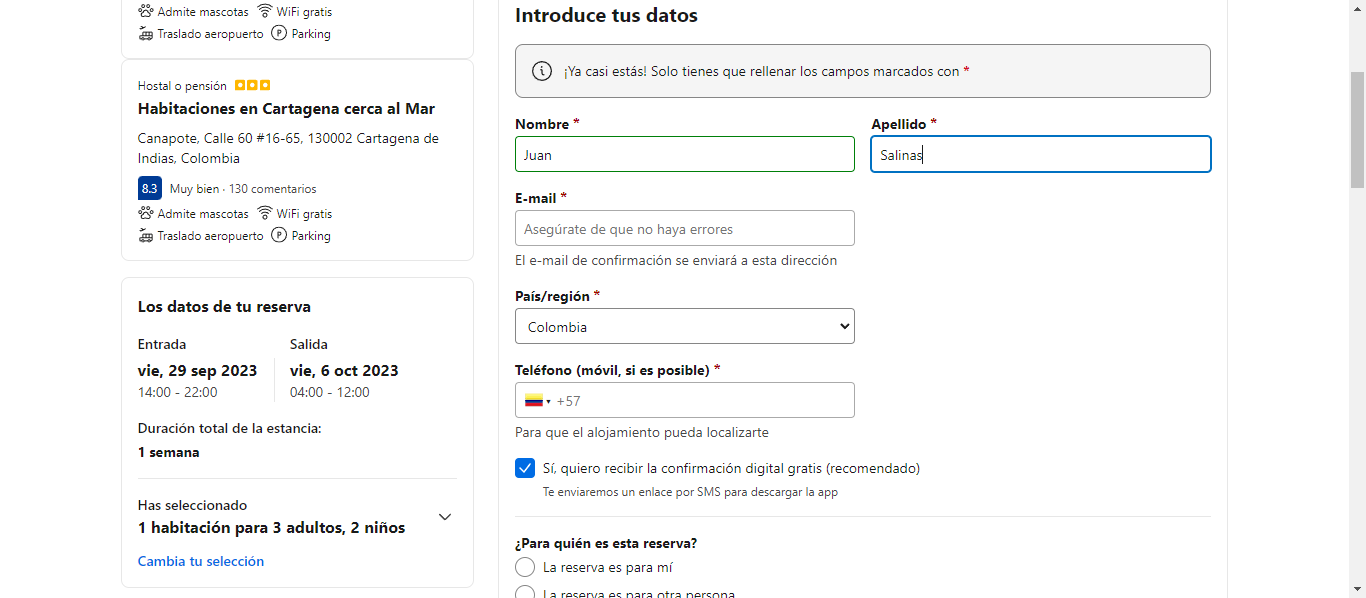 Admite mascotas WiFi gratis
Traslado aeropuerto P Parking
Hostal o pensión
Habitaciones en Cartagena cerca al Mar
Canapote, Calle 60 #16-65, 130002 Cartagena de
Indias, Colombia
8.3 Muy bien · 130 comentarios
Admite mascotas WiFi gratis
Traslado aeropuerto P Parking
Los datos de tu reserva
Entrada Salida
vie, 29 sep 2023 vie, 6 oct 2023
14:00 - 22:00 04:00 - 12:00
Duración total de la estancia:
1 semana
Has seleccionado
1 habitación para 3 adultos, 2 niños
Cambia tu selección
Introduce tus datos
¡Ya casi estás! Solo tienes que rellenar los campos marcados con *
Nombre * Apellido *
Juan Salinas
E-mail *
Asegúrate de que no haya errores
El e-mail de confirmación se enviará a esta dirección
País/región *
Colombia
Teléfono (móvil, si es posible) *
+57
Para que el alojamiento pueda localizarte
Sí, quiero recibir la confirmación digital gratis (recomendado)
Te enviaremos un enlace por SMS para descargar la app
¿Para quién es esta reserva?
La reserva es para mí
La reserva es para otra persona